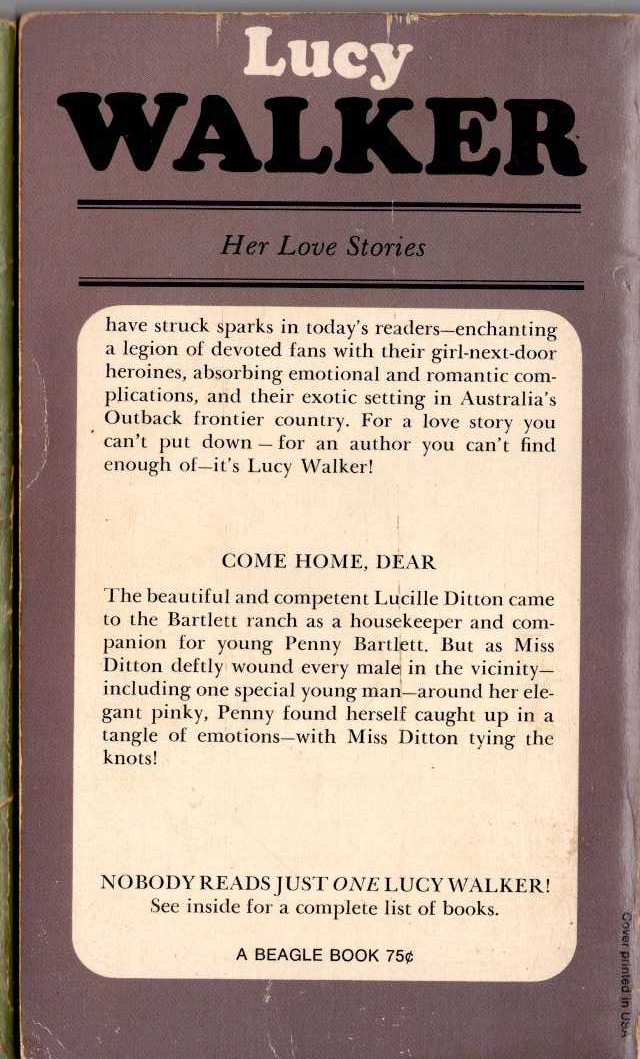 Lucy
WALKER
Her Love Stories
have struck sparks in today's readers—enchanting
a legion of devoted fans with their girl-next-door
heroines, absorbing emotional and romantic com-
plications, and their exotic setting in Australia's
Outback frontier country. For a love story you
can't put down — for an author you can't find
enough of—it's Lucy Walker!
COME HOME, DEAR
The beautiful and competent Lucille Ditton came
to the Bartlett ranch as a housekeeper and com-
panion for young Penny Bartlett. But as Miss
Ditton deftly wound every male in the vicinity—
including one special young man—around her ele-
gant pinky, Penny found herself caught up in a
tangle of emotions—with Miss Ditton tying the
knots!
NOBODY READS JUST ONE LUCY WALKER!
See inside for a complete list of books.
A BEAGLE BOOK 75¢
Cover printed in USA